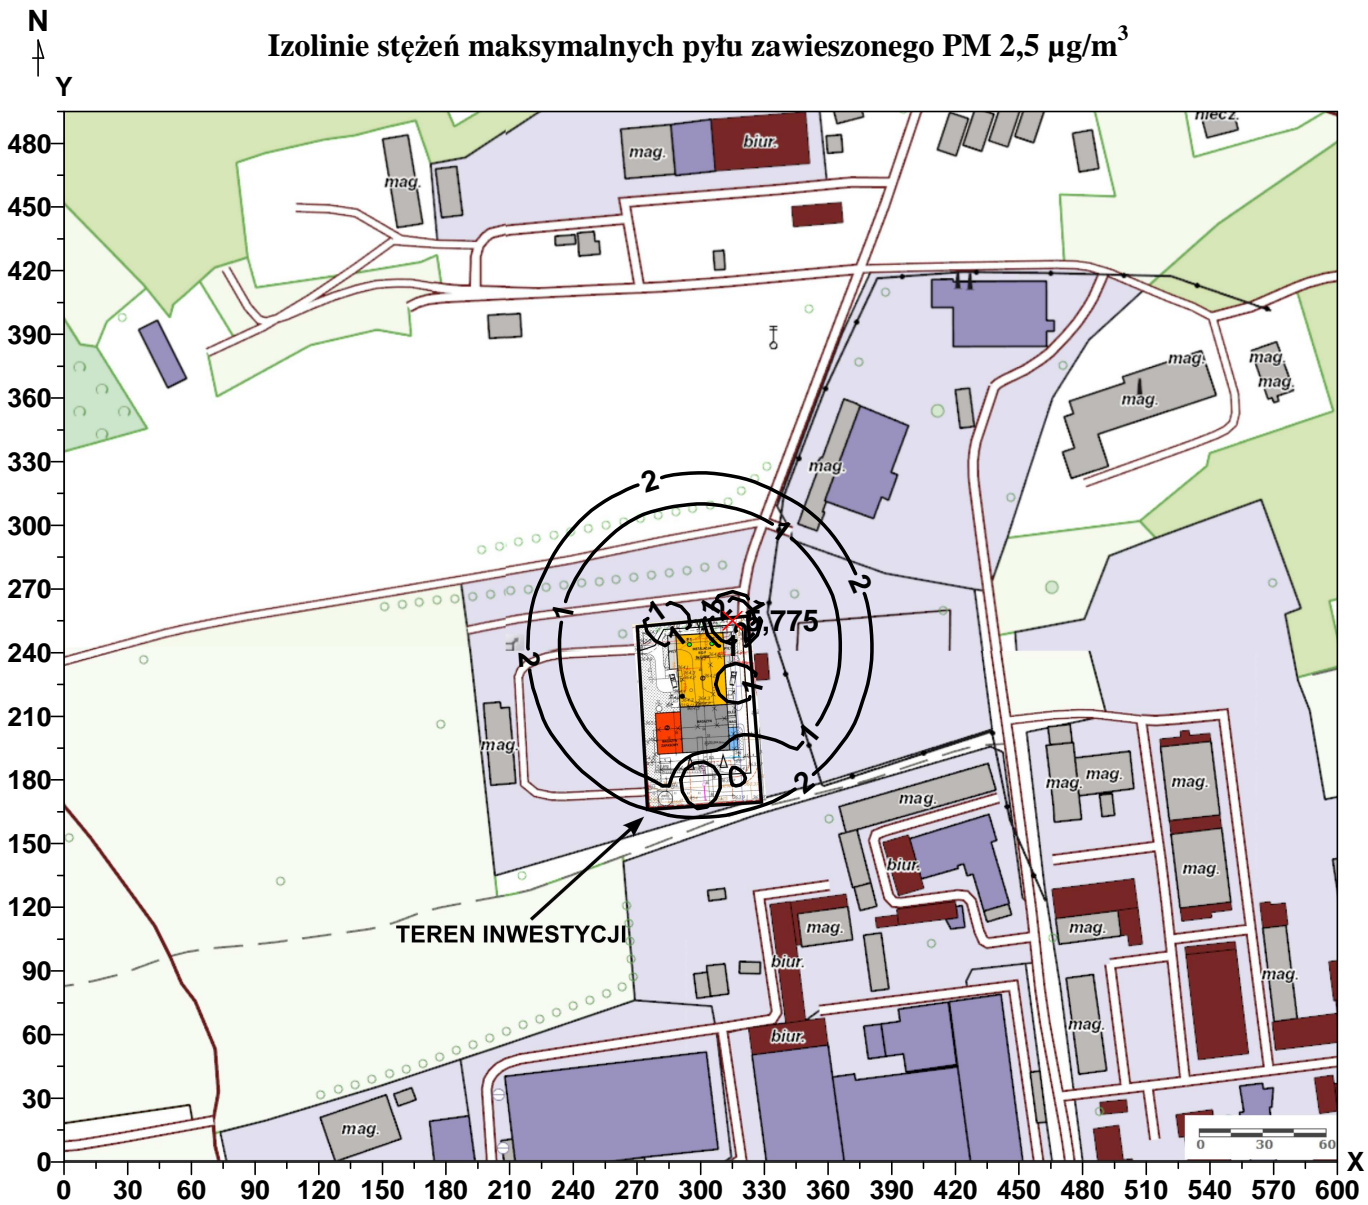 N
Izolinie stężeń maksymalnych pyłu zawieszonego PM 2,5 µg/m³
Y
480
450
420
390
360
330
300
270
240
210
180
150
120
90
60
30
0
mag.
mag.
biur.
niecz.
mag.
mag.
mag.
mag.
mag.
2
2
2
2
1
1
1
1
,775
mag.
mag.
mag.
mag.
mag.
biur.
mag.
TEREN INWESTYCJI
mag.
mag.
biur.
mag.
mag.
biur.
mag.
0 30 60
X
0 30 60 90 120 150 180 210 240 270 300 330 360 390 420 450 480 510 540 570 600